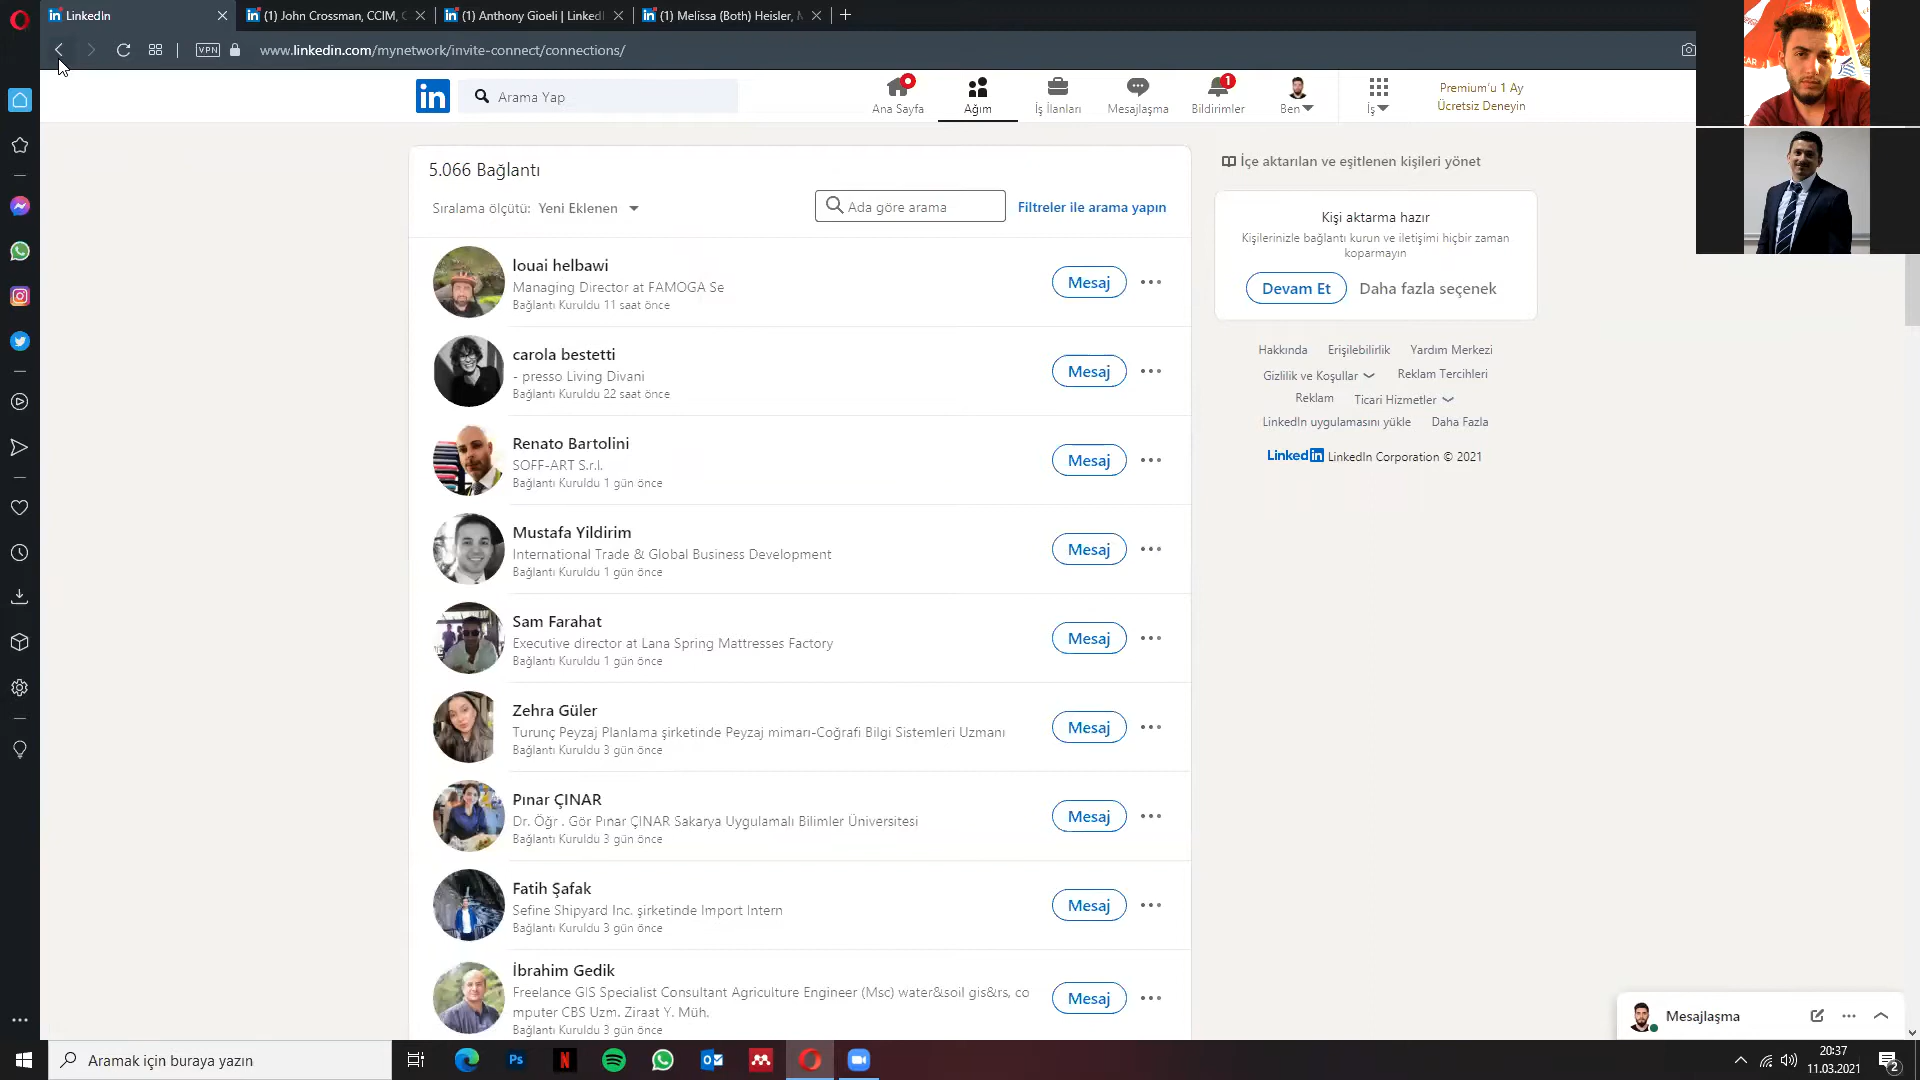 LinkedIn
(1) John Crossman, CCIM, C
(1) Anthony Gioeli | LinkedI
(1) Melissa (Both) Heisler, M
VPN
www.linkedin.com/mynetwork/invite-connect/connections/
in
Arama Yap
Ana Sayfa
Ağım
İş İlanları
Mesajlaşma
1
Bildirimler
Ben
İş
Premium'u 1 Ay
Ücretsiz Deneyin
5.066 Bağlantı
Sıralama ölçütü: Yeni Eklenen
Ada göre arama
Filtreler ile arama yapın
louai helbawi
Managing Director at FAMOGA Se
Bağlantı Kuruldu 11 saat önce
Mesaj
carola bestetti
- presso Living Divani
Bağlantı Kuruldu 22 saat önce
Mesaj
Renato Bartolini
SOFF-ART S.r.l.
Bağlantı Kuruldu 1 gün önce
Mesaj
Mustafa Yildirim
International Trade & Global Business Development
Bağlantı Kuruldu 1 gün önce
Mesaj
Sam Farahat
Executive director at Lana Spring Mattresses Factory
Bağlantı Kuruldu 1 gün önce
Mesaj
Zehra Güler
Turunç Peyzaj Planlama şirketinde Peyzaj mimarı-Coğrafi Bilgi Sistemleri Uzmanı
Bağlantı Kuruldu 3 gün önce
Mesaj
Pınar ÇINAR
Dr. Öğr . Gör Pınar ÇINAR Sakarya Uygulamalı Bilimler Üniversitesi
Bağlantı Kuruldu 3 gün önce
Mesaj
Fatih Şafak
Sefine Shipyard Inc. şirketinde Import Intern
Bağlantı Kuruldu 3 gün önce
Mesaj
İbrahim Gedik
Freelance GIS Specialist Consultant Agriculture Engineer (Msc) water&soil gis&rs, co
mputer CBS Uzm. Ziraat Y. Müh.
Bağlantı Kuruldu 3 gün önce
Mesaj
İçe aktarılan ve eşitlenen kişileri yönet
Kişi aktarma hazır
Kişilerinizle bağlantı kurun ve iletişimi hiçbir zaman
koparmayın
Devam Et
Daha fazla seçenek
Hakkında Erişilebilirlik Yardım Merkezi
Gizlilik ve Koşullar Reklam Tercihleri
Reklam Ticari Hizmetler
LinkedIn uygulamasını yükle Daha Fazla
LinkedIn LinkedIn Corporation © 2021
Mesajlaşma
Aramak için buraya yazın
Ps
N
20:37
11.03.2021
2